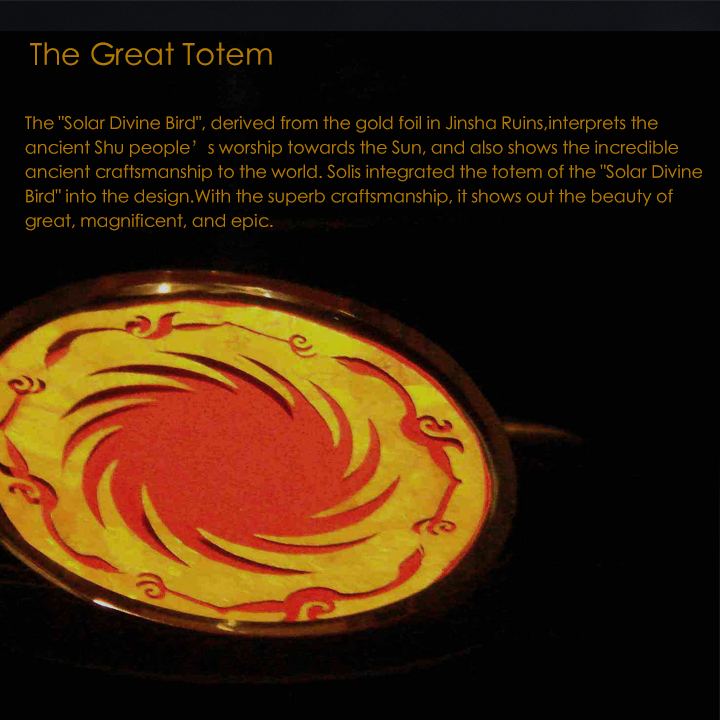 The Great Totem
The "Solar Divine Bird", derived from the gold foil in Jinsha Ruins,interprets the
ancient Shu people’s worship towards the Sun, and also shows the incredible
ancient craftsmanship to the world. Solis integrated the totem of the "Solar Divine
Bird" into the design.With the superb craftsmanship, it shows out the beauty of
great, magnificent, and epic.